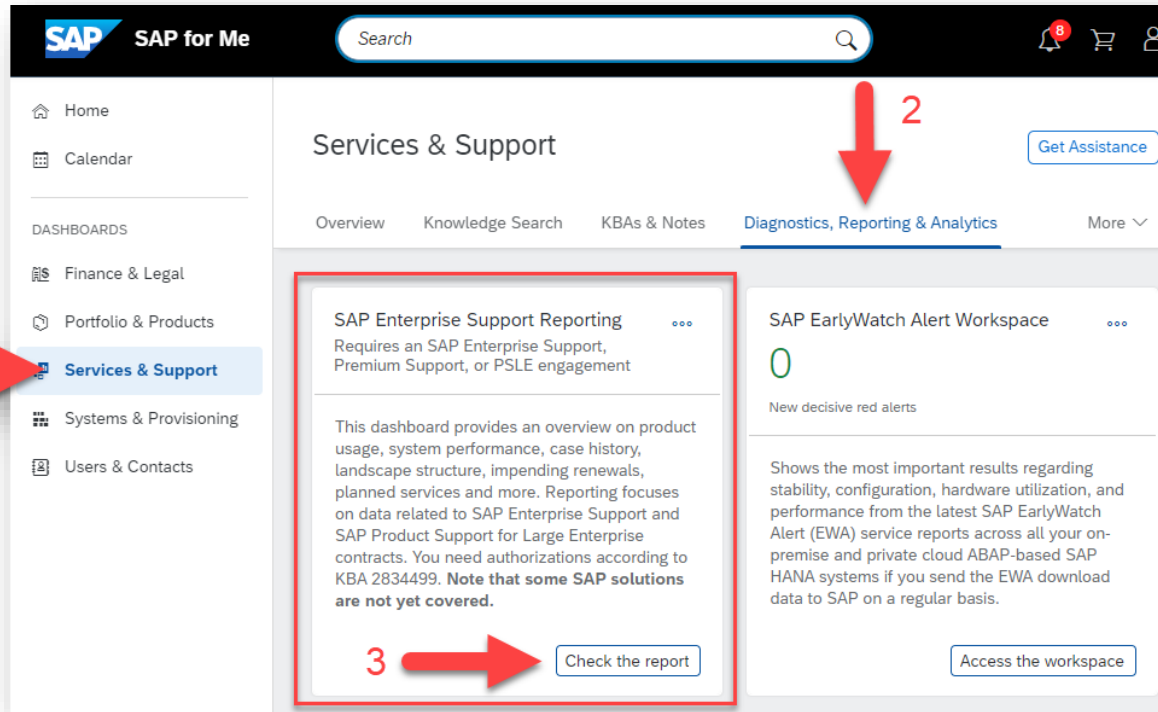 SAP SAP for Me
Search
8
Home
Calendar
DASHBOARDS
Finance & Legal
Portfolio & Products
Services & Support
Systems & Provisioning
Users & Contacts
2
Services & Support
Get Assistance
Overview
Knowledge Search
KBAs & Notes
Diagnostics, Reporting & Analytics
More
SAP Enterprise Support Reporting
Requires an SAP Enterprise Support,
Premium Support, or PSLE engagement
This dashboard provides an overview on product
usage, system performance, case history,
landscape structure, impending renewals,
planned services and more. Reporting focuses
on data related to SAP Enterprise Support and
SAP Product Support for Large Enterprise
contracts. You need authorizations according to
KBA 2834499. Note that some SAP solutions
are not yet covered.
3
Check the report
SAP EarlyWatch Alert Workspace
0
New decisive red alerts
Shows the most important results regarding
stability, configuration, hardware utilization, and
performance from the latest SAP EarlyWatch
Alert (EWA) service reports across all your on-
premise and private cloud ABAP-based SAP
HANA systems if you send the EWA download
data to SAP on a regular basis.
Access the workspace